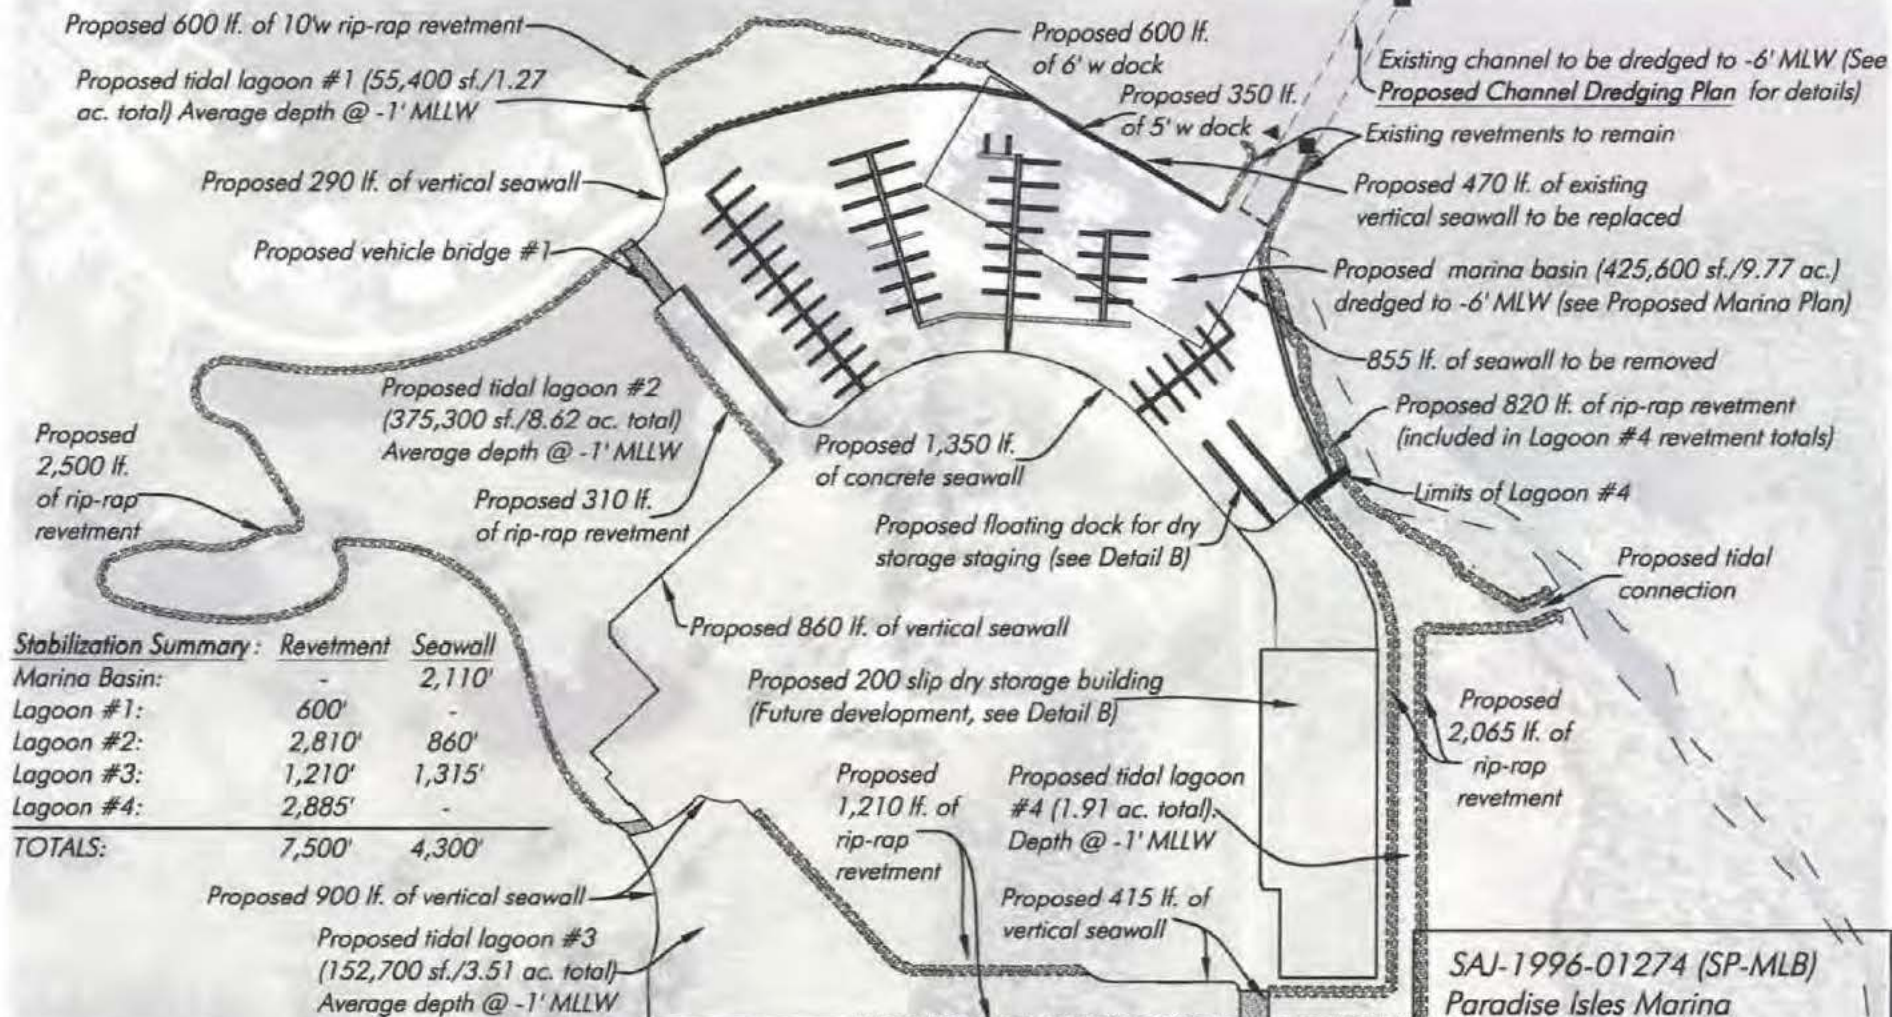 Proposed 600 lf. of 10'w rip-rap revetment
Proposed tidal lagoon #1 (55,400 sf./1.27
ac. total) Average depth @ -1' MLLW
Proposed 290 lf. of vertical seawall
Proposed vehicle bridge #1
Proposed 600 lf.
of 6' w dock
Proposed 350 lf.
of 5' w dock
Existing channel to be dredged to -6' MLW (See
Proposed Channel Dredging Plan for details)
Existing revetments to remain
Proposed 470 lf. of existing
vertical seawall to be replaced
Proposed marina basin (425,600 sf./9.77 ac.)
dredged to -6' MLW (see Proposed Marina Plan)
855 lf. of seawall to be removed
Proposed 820 lf. of rip-rap revetment
(included in Lagoon #4 revetment totals)
Limits of Lagoon #4
Proposed tidal
connection
Proposed tidal lagoon #2
(375,300 sf./8.62 ac. total)
Average depth @ -1' MLLW
Proposed
2,500 lf.
of rip-rap
revetment
Proposed 310 lf.
of rip-rap revetment
Proposed 1,350 lf.
of concrete seawall
Proposed floating dock for dry
storage staging (see Detail B)
Proposed 860 lf. of vertical seawall
Proposed 200 slip dry storage building
(Future development, see Detail B)
Stabilization Summary: Revetment Seawall
Marina Basin: - 2,110'
Lagoon #1: 600' -
Lagoon #2: 2,810' 860'
Lagoon #3: 1,210' 1,315'
Lagoon #4: 2,885' -
TOTALS: 7,500' 4,300'
Proposed
1,210 lf. of
rip-rap
revetment
Proposed tidal lagoon
#4 (1.91 ac. total).
Depth @ -1' MLLW
Proposed
2,065 lf. of
rip-rap
revetment
Proposed 900 lf. of vertical seawall
Proposed 415 lf. of
vertical seawall
Proposed tidal lagoon #3
(152,700 sf./3.51 ac. total)
Average depth @ -1' MLLW
SAJ-1996-01274 (SP-MLB)
Paradise Isles Marina